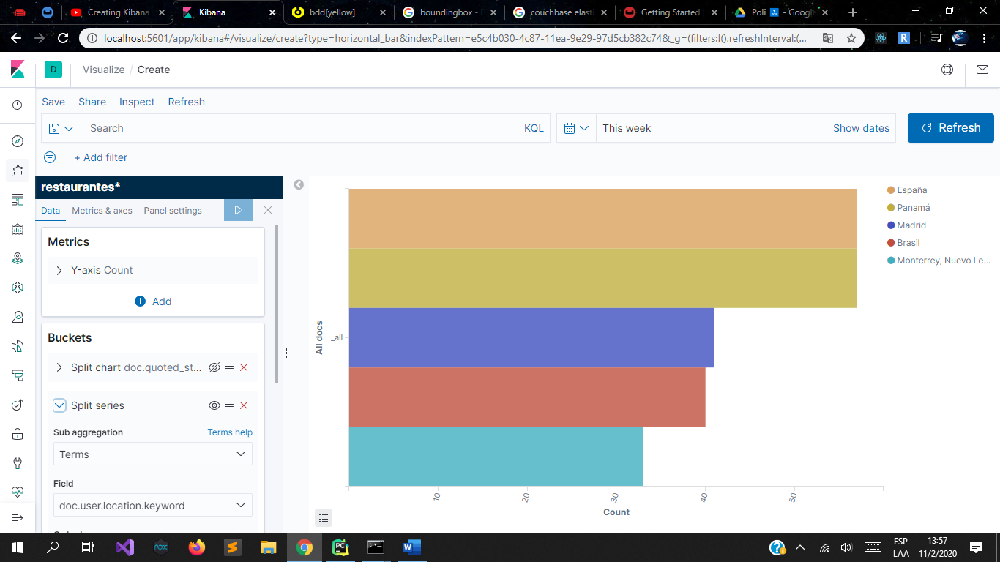 Creating Kibana
Kibana
bdd[yellow]
boundingbox - B
couchbase elast
Getting Started
Poli - Google
localhost:5601/app/kibana#/visualize/create?type=horizontal_bar&indexPattern=e5c4b030-4c87-11ea-9e29-97d5cb382c74&_g=(filters:!(),refreshInterval:(...
D
Visualize / Create
Save Share Inspect Refresh
Search
KQL
This week
Show dates
Refresh
+ Add filter
restaurantes*
Data Metrics & axes Panel settings
Metrics
Y-axis Count
Add
Buckets
Split chart doc.quoted_st...
Split series
Sub aggregation Terms help
Terms
Field
doc.user.location.keyword
All docs
_all
10 20 30 40 50
Count
España
Panamá
Madrid
Brasil
Monterrey, Nuevo Le...
ESP
LAA
13:57
11/2/2020